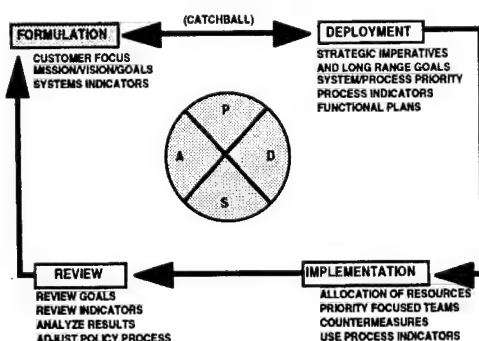 (CATCHBALL)
FORMULATION
CUSTOMER FOCUS
MISSION/VISION/GOALS
SYSTEMS INDICATORS
DEPLOYMENT
STRATEGIC IMPERATIVES
AND LONG RANGE GOALS
SYSTEM/PROCESS PRIORITY
PROCESS INDICATORS
FUNCTIONAL PLANS
P
A
D
S
REVIEW
REVIEW GOALS
REVIEW INDICATORS
ANALYZE RESULTS
ADJUST POLICY PROCESS
IMPLEMENTATION
ALLOCATION OF RESOURCES
PRIORITY FOCUSED TEAMS
COUNTERMEASURES
USE PROCESS INDICATORS